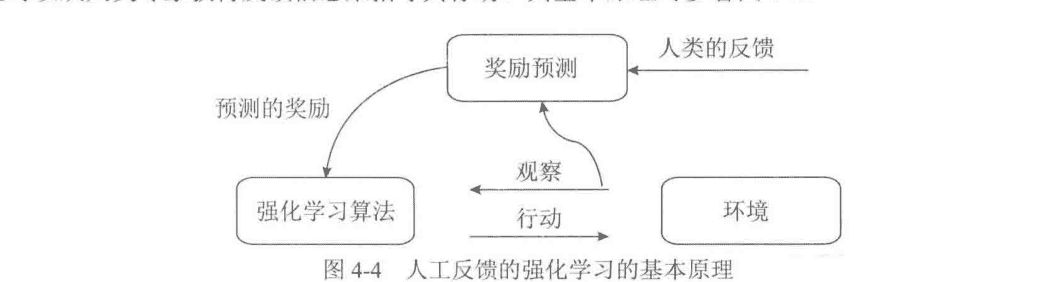 人类的反馈
奖励预测
预测的奖励
观察
强化学习算法
行动
环境
图 4-4 人工反馈的强化学习的基本原理